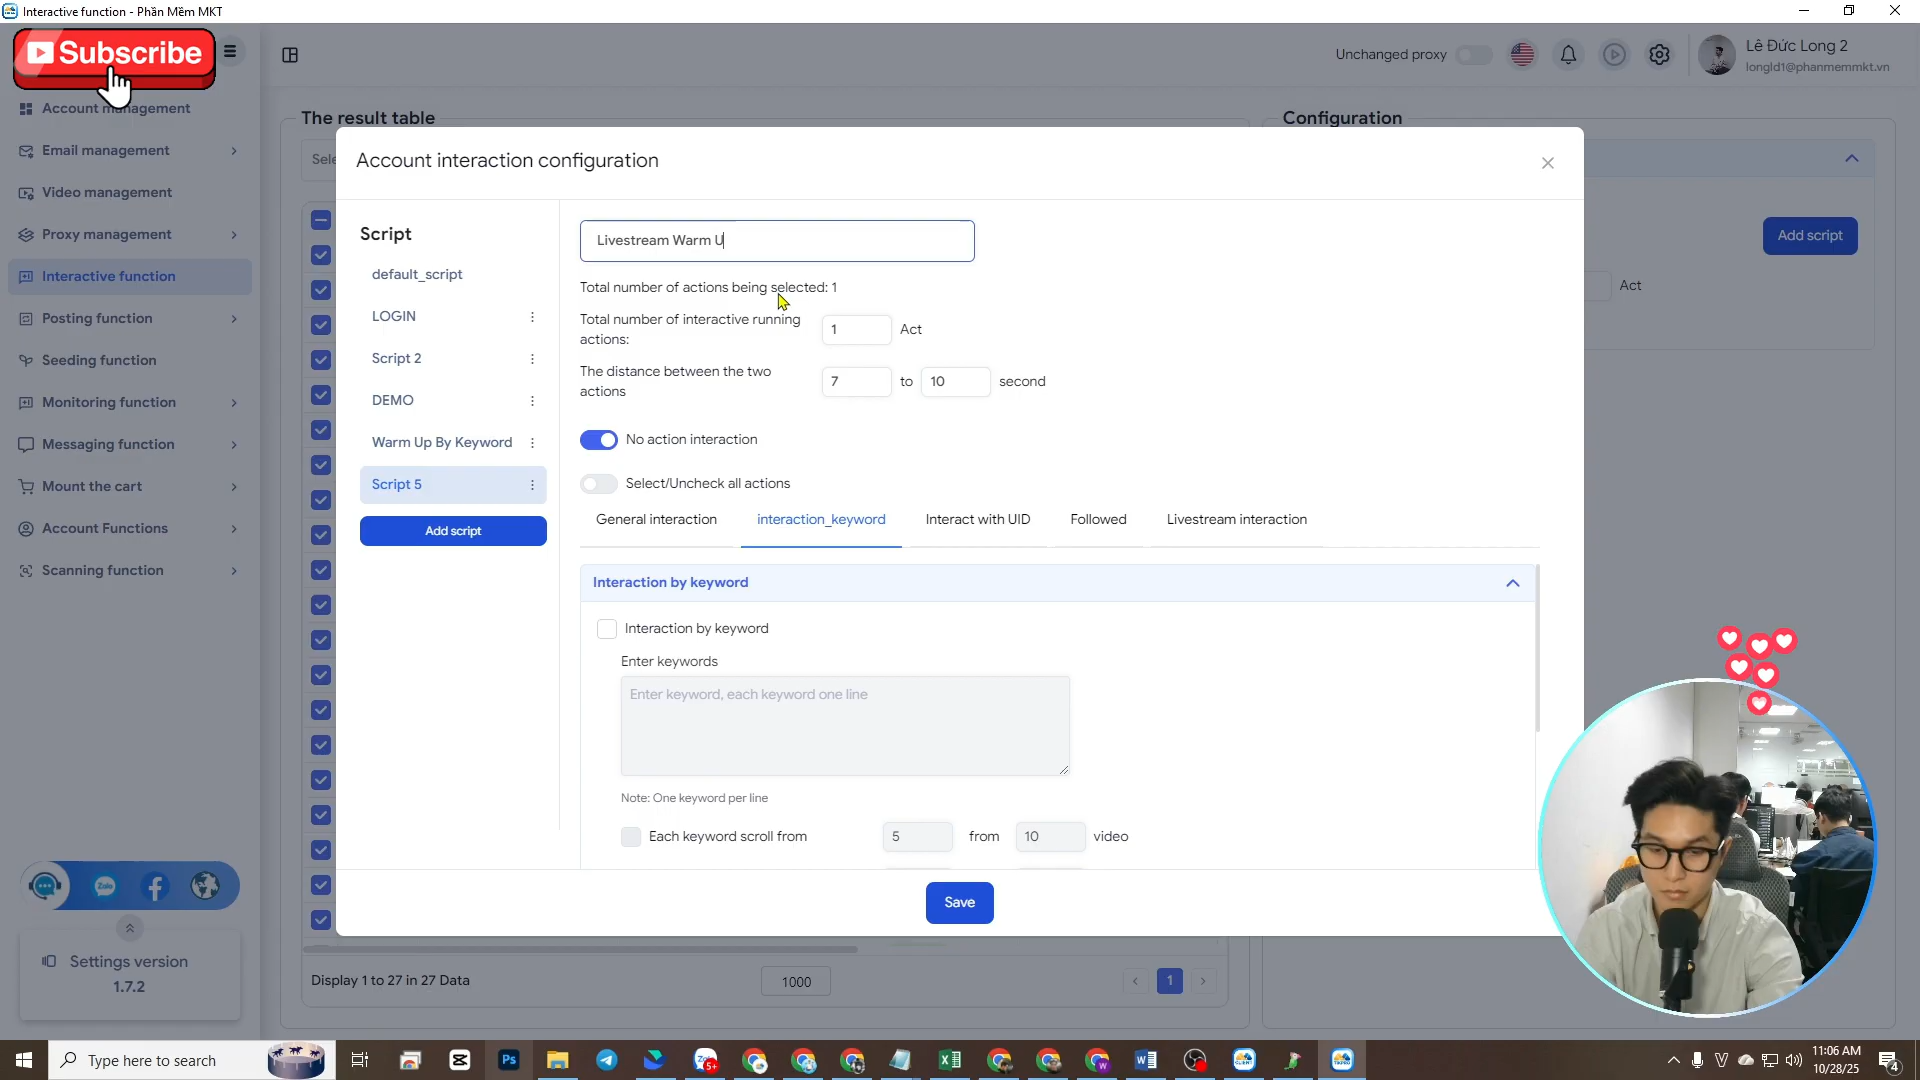 Interactive function - Phần Mềm MKT
Subscribe
Unchanged proxy
Lê Đức Long 2
longld1@phanmemmkt.vn
Account management
Email management
Video management
Proxy management
Interactive function
Posting function
Seeding function
Monitoring function
Messaging function
Mount the cart
Account Functions
Scanning function
Zalo
Settings version
1.7.2
The result table
Sele
Configuration
Add script
Act
Account interaction configuration
Script
default_script
LOGIN
Script 2
DEMO
Warm Up By Keyword
Script 5
Add script
Livestream Warm U
Total number of actions being selected: 1
Total number of interactive running
actions:
1 Act
The distance between the two
actions
7 to 10 second
No action interaction
Select/Uncheck all actions
General interaction interaction_keyword Interact with UID Followed Livestream interaction
Interaction by keyword
Interaction by keyword
Enter keywords
Enter keyword, each keyword one line
Note: One keyword per line
Each keyword scroll from 5 from 10 video
Save
Display 1 to 27 in 27 Data
1000
1
Type here to search
Ps
Zalo
5+
11:06 AM
10/28/25
4